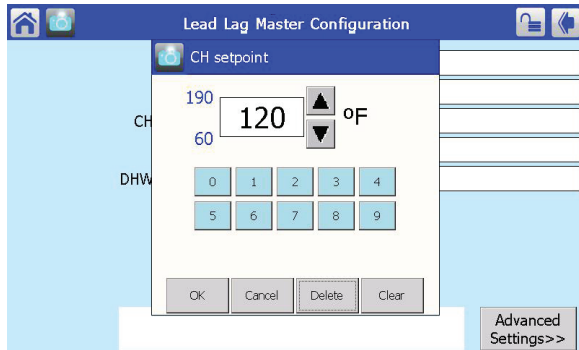 Lead Lag Master Configuration
CH setpoint
190
120 ºF
60
CH
DHW
0 1 2 3 4
5 6 7 8 9
OK Cancel Delete Clear
Advanced
Settings>>